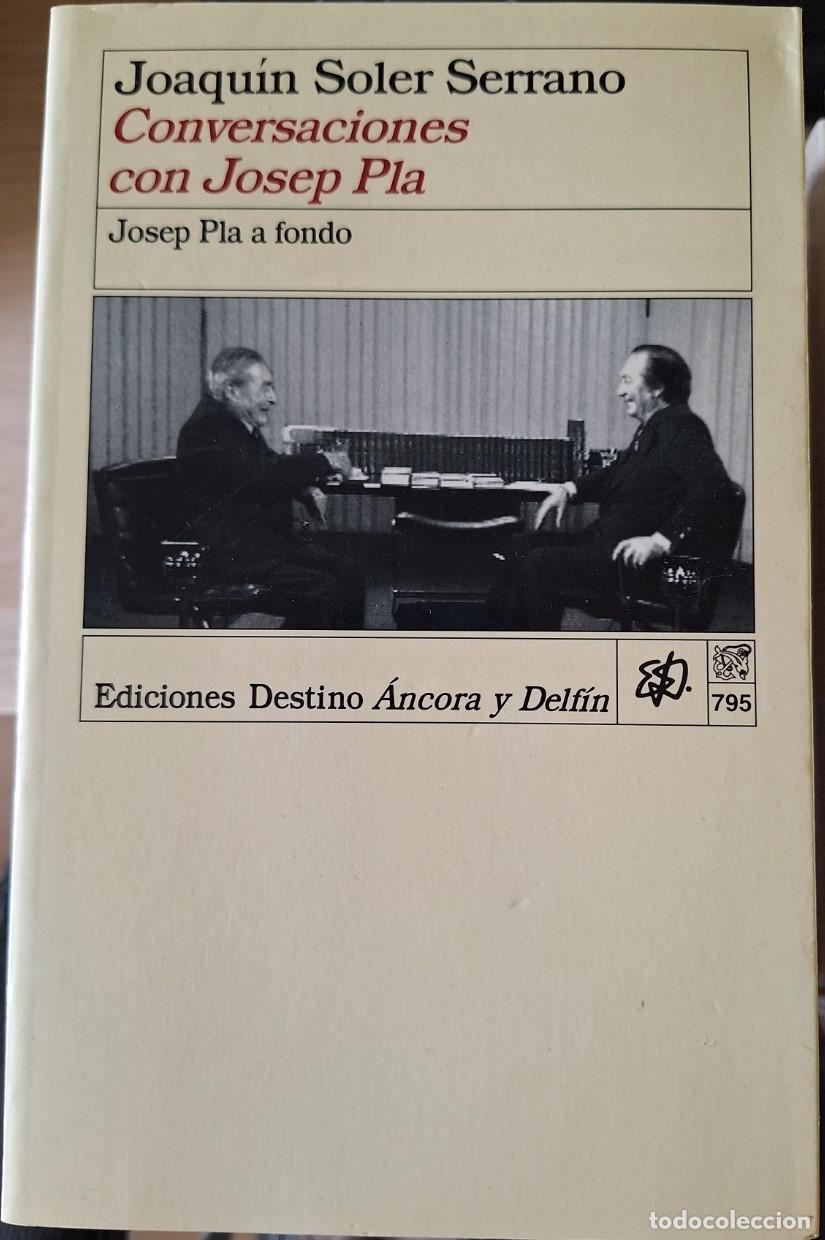 Joaquín Soler Serrano
Conversaciones
con Josep Pla
Josep Pla a fondo
Ediciones Destino Áncora y Delfín
795
todocoleccion